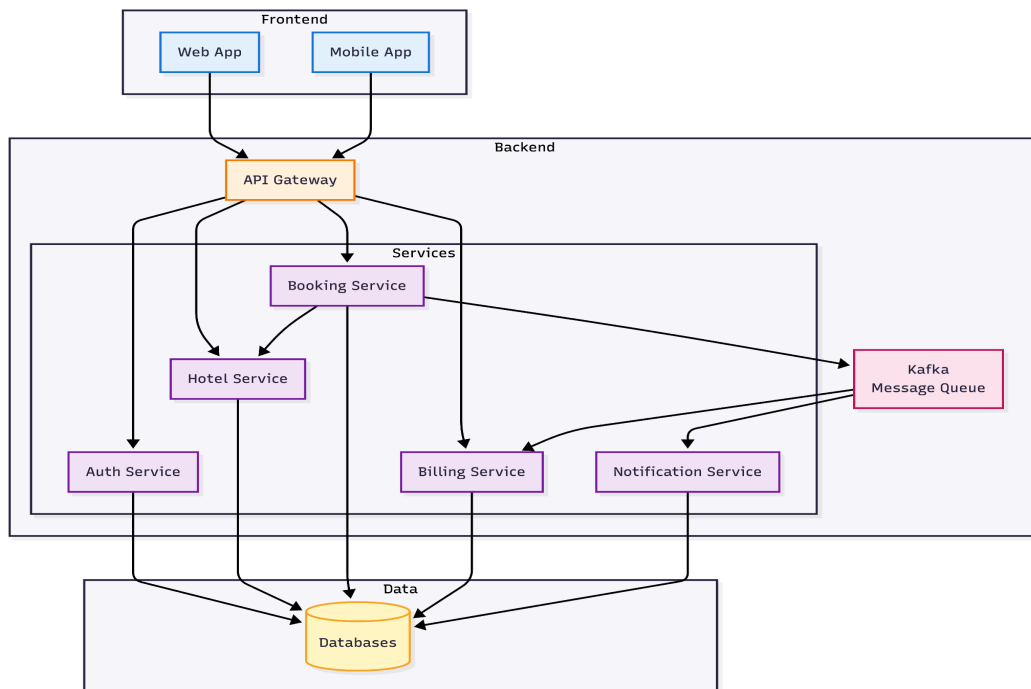 Frontend
Web App
Mobile App
Backend
API Gateway
Services
Booking Service
Kafka
Message Queue
Hotel Service
Auth Service
Billing Service
Notification Service
Data
Databases